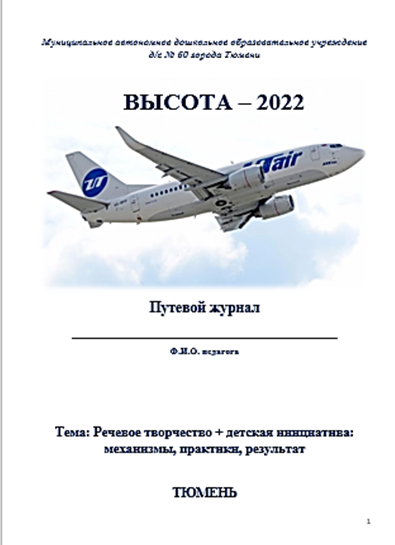 Муниципальное автономное дошкольное образовательное учреждение
д/с № 60 города Тюмени
ВЫСОТА – 2022
UTair
UT
Путевой журнал
Ф.И.О. педагога
Тема: Речевое творчество + детская инициатива:
механизмы, практики, результат
ТЮМЕНЬ
1